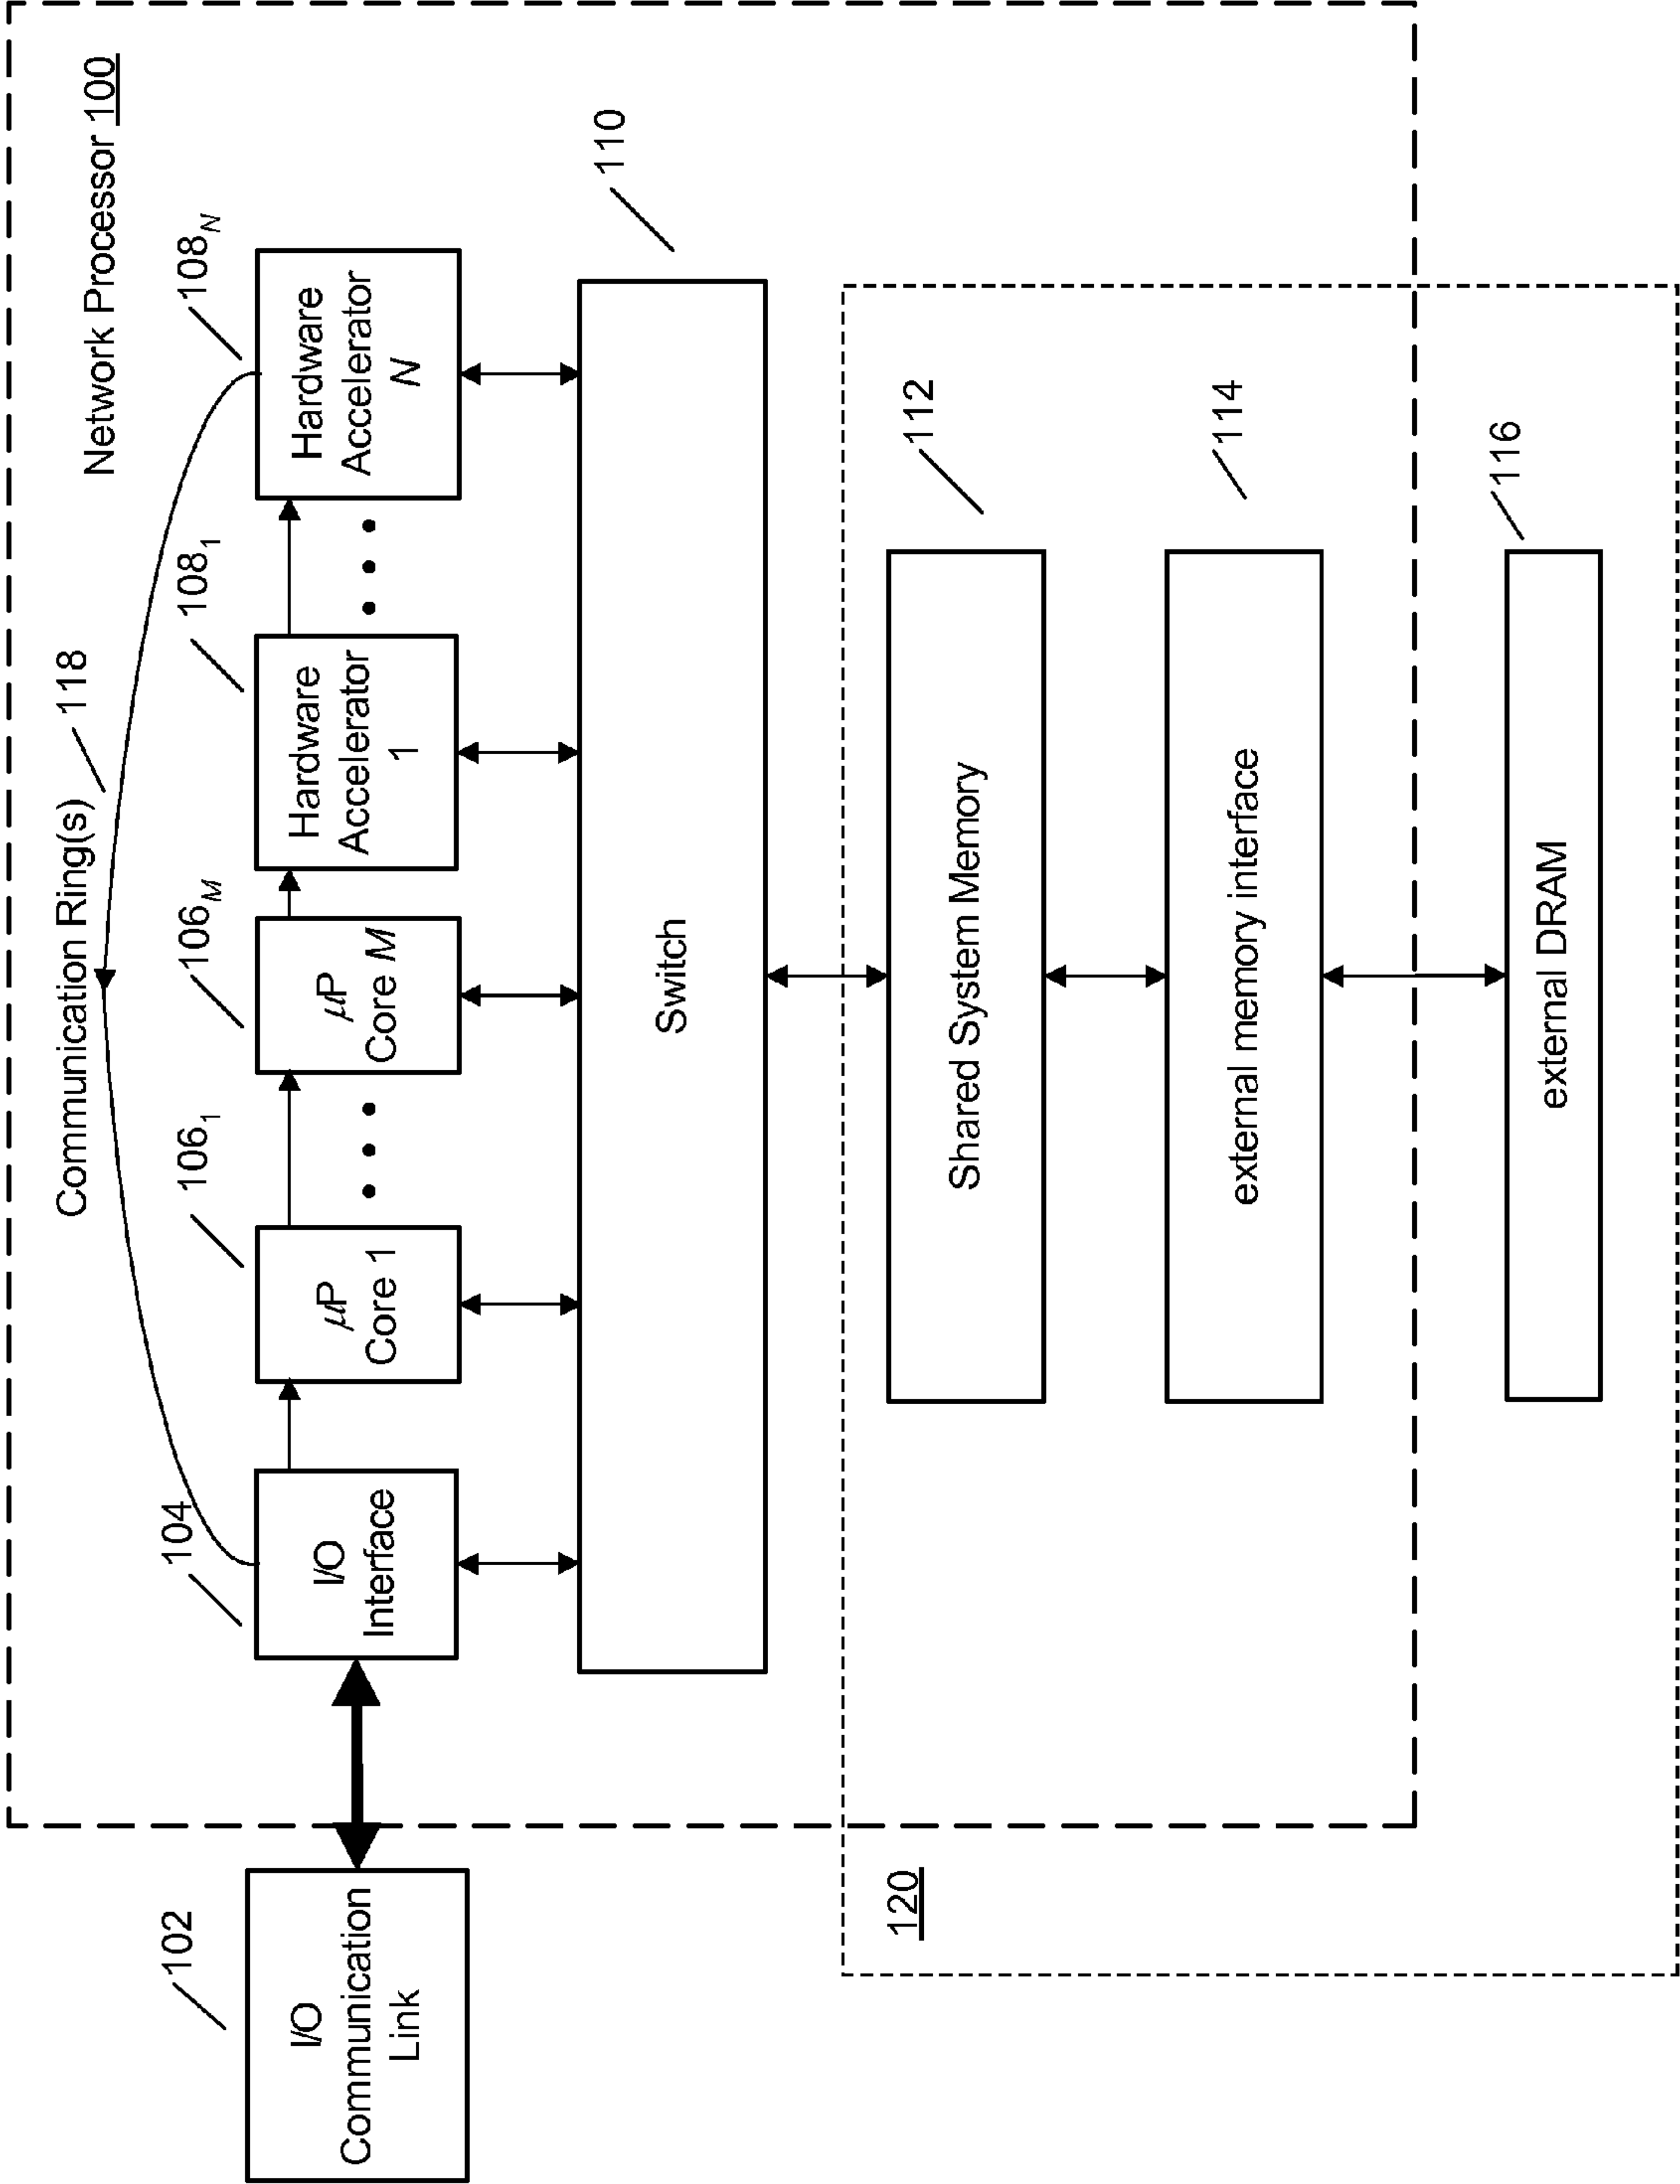 Network Processor 100
Communication Ring(s)
118
102
104
106₁
106M
108₁
108N
I/O
Communication
Link
I/O
Interface
μP
Core 1
μP
Core M
Hardware
Accelerator
1
Hardware
Accelerator
N
110
Switch
120
112
Shared System Memory
114
external memory interface
116
external DRAM